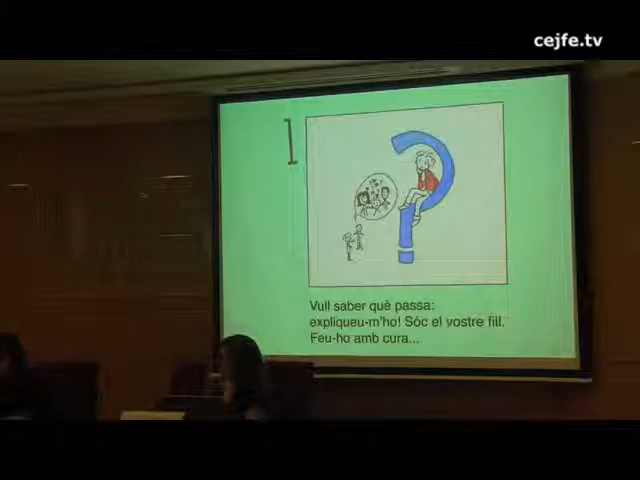 cejfe.tv
1
Vull saber què passa:
expliqueu-m'ho! Sóc el vostre fill.
Feu-ho amb cura...